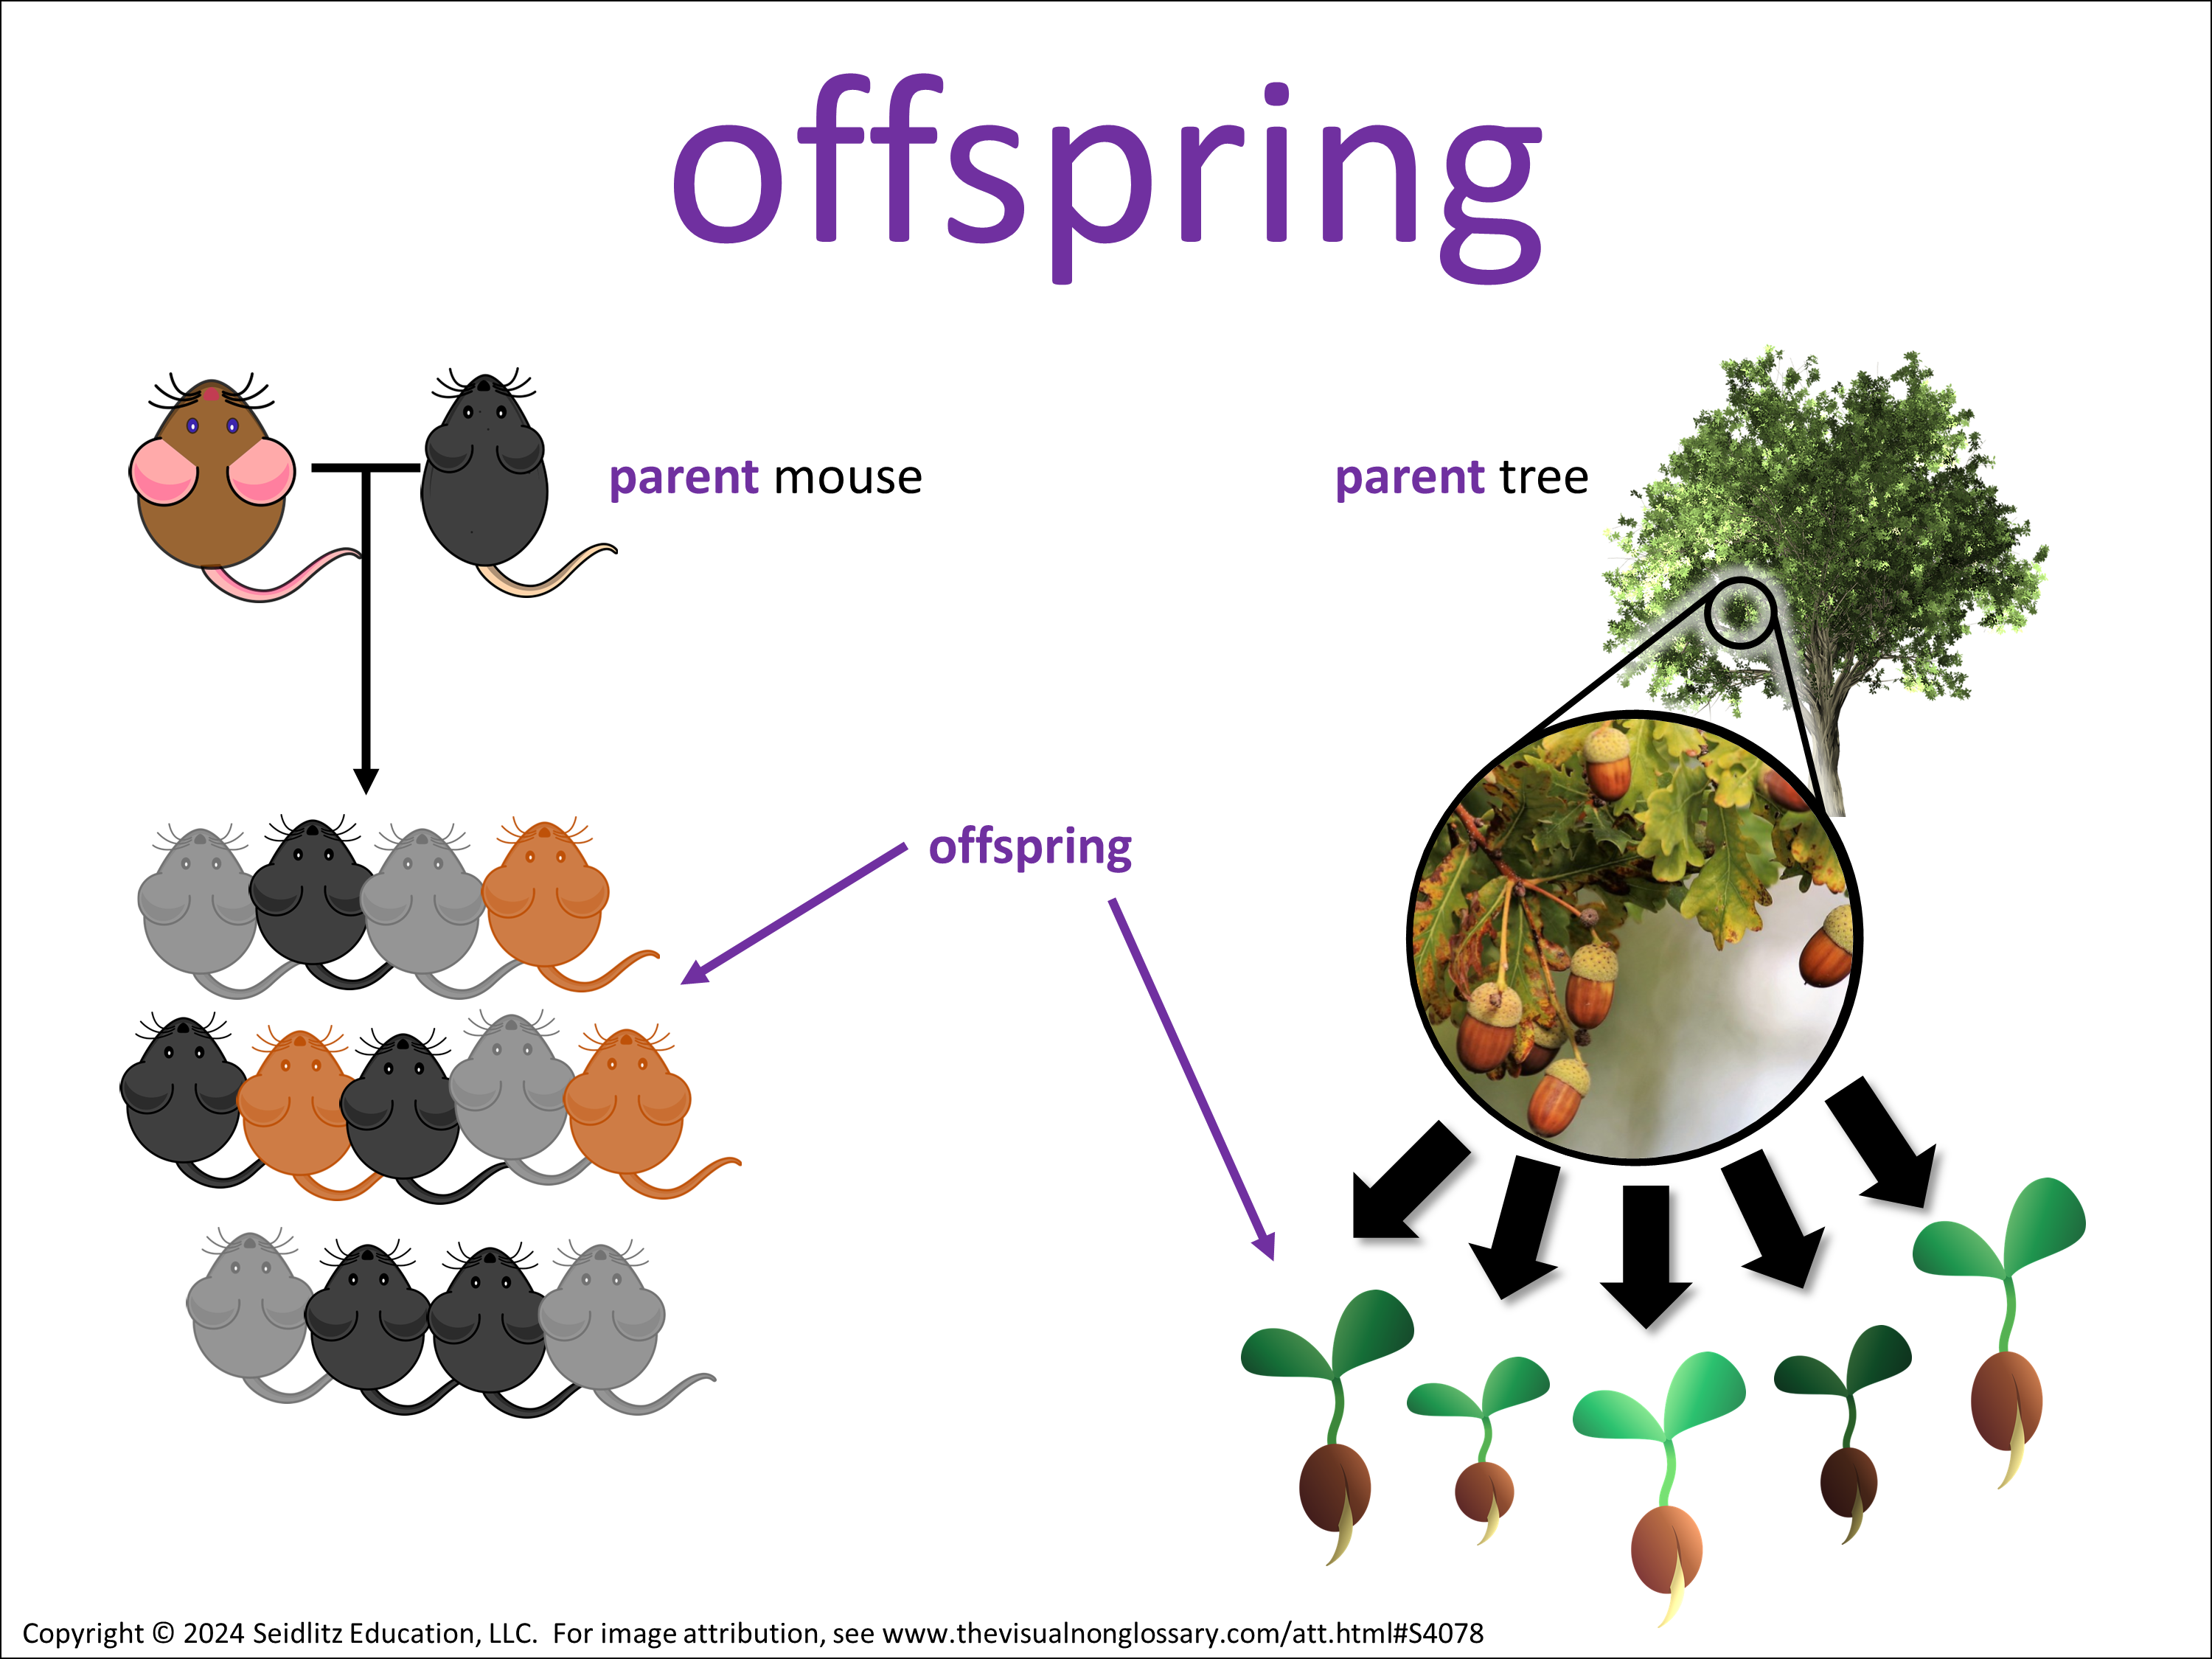 offspring
parent mouse
parent tree
offspring
Copyright © 2024 Seidlitz Education, LLC.  For image attribution, see www.thevisualnonglossary.com/att.html#S4078